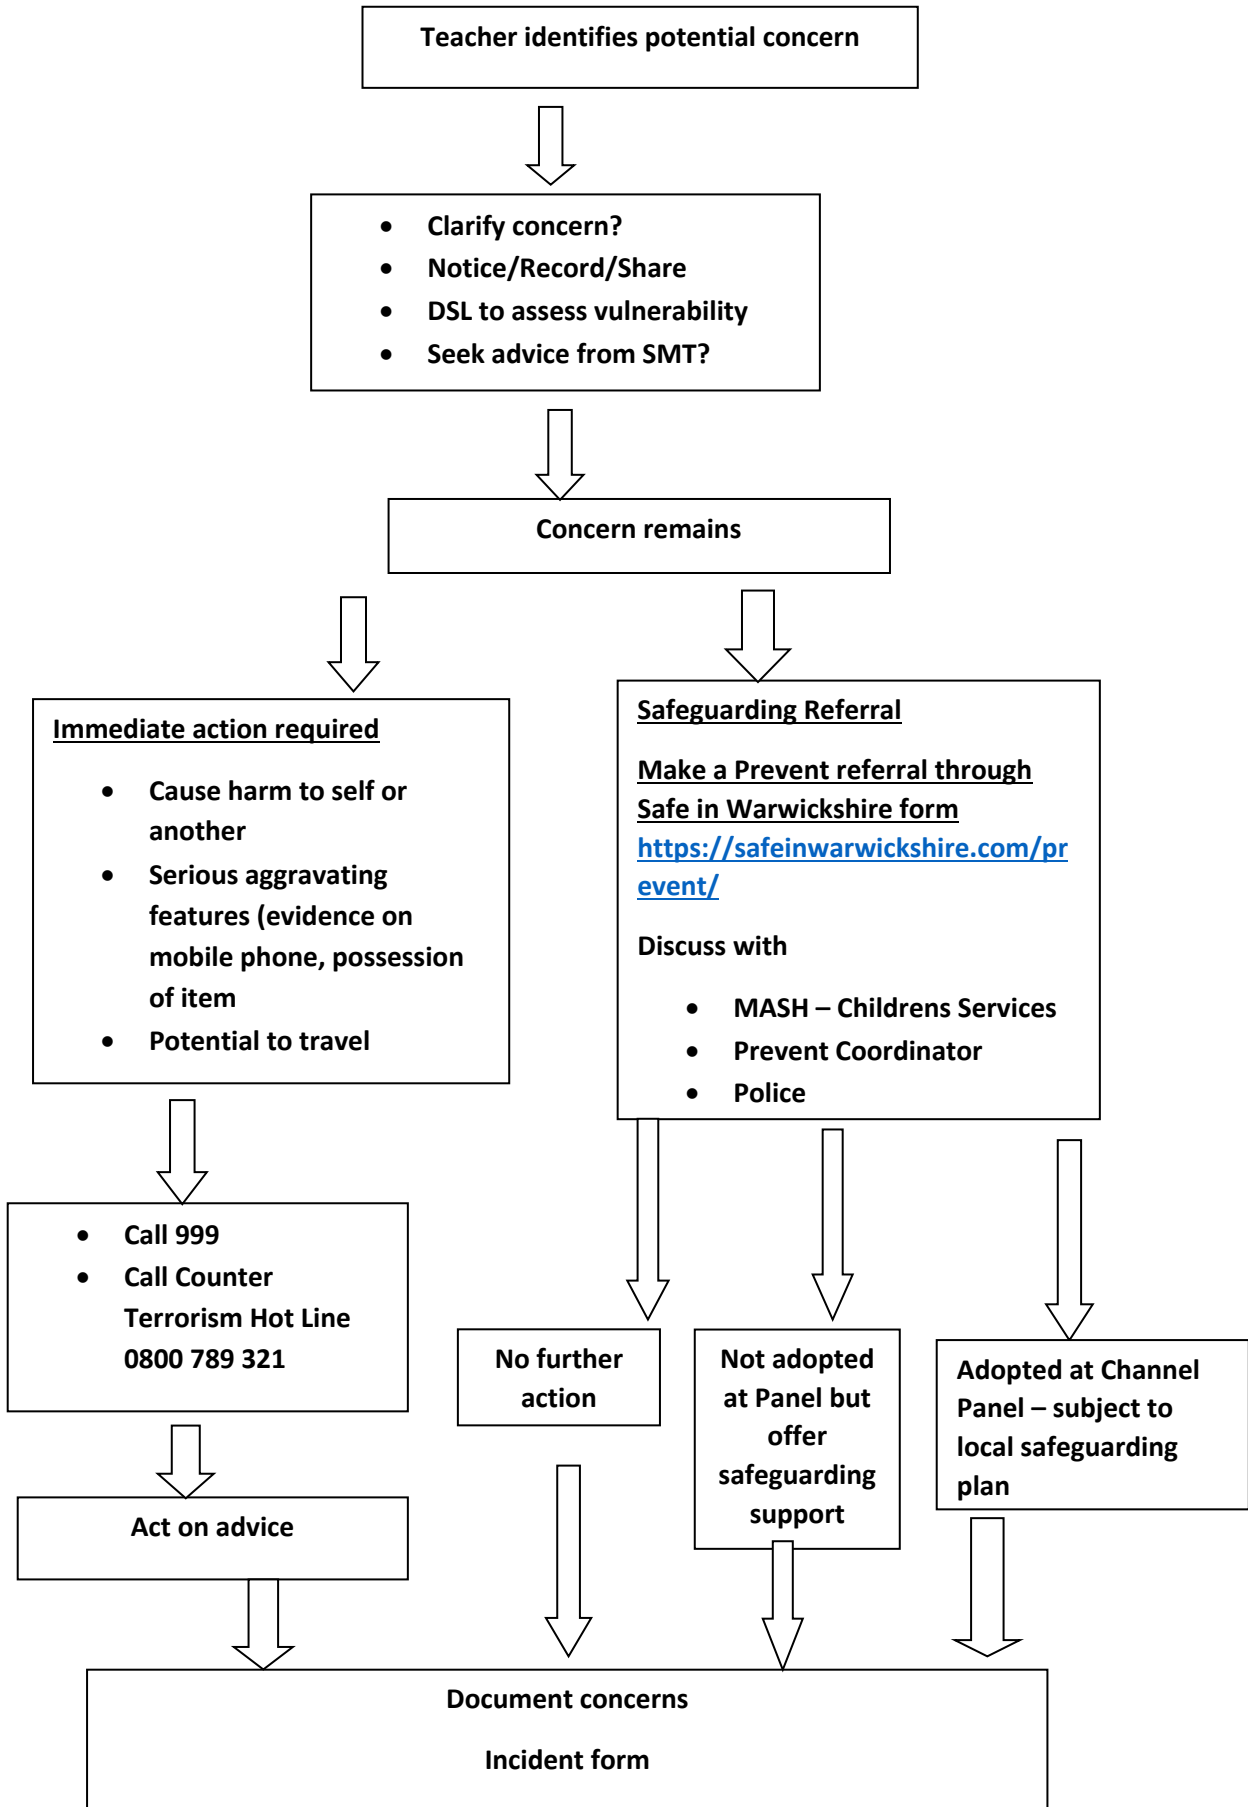 Teacher identifies potential concern
• Clarify concern?
• Notice/Record/Share
• DSL to assess vulnerability
• Seek advice from SMT?
Concern remains
Immediate action required
• Cause harm to self or
another
• Serious aggravating
features (evidence on
mobile phone, possession
of item
• Potential to travel
Safeguarding Referral
Make a Prevent referral through
Safe in Warwickshire form
https://safeinwarwickshire.com/pr
event/
Discuss with
• MASH – Childrens Services
• Prevent Coordinator
• Police
• Call 999
• Call Counter
Terrorism Hot Line
0800 789 321
Act on advice
No further
action
Not adopted
at Panel but
offer
safeguarding
support
Adopted at Channel
Panel – subject to
local safeguarding
plan
Document concerns
Incident form